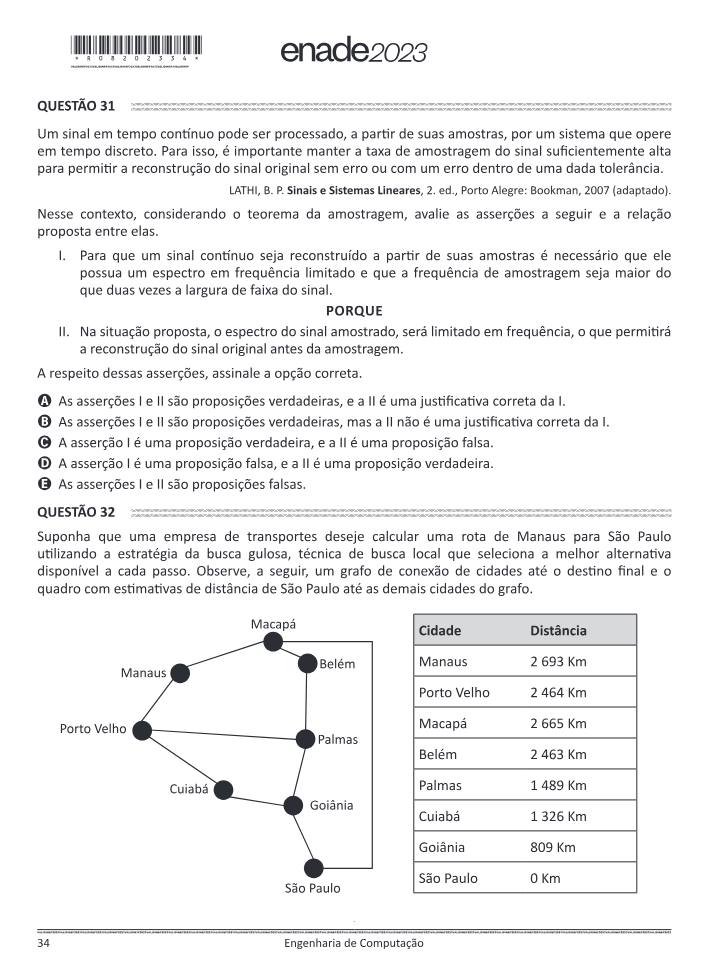 * R 0 8 2 0 2 3 3 4 *
enade2023
QUESTÃO 31
Um sinal em tempo contínuo pode ser processado, a partir de suas amostras, por um sistema que opere
em tempo discreto. Para isso, é importante manter a taxa de amostragem do sinal suficientemente alta
para permitir a reconstrução do sinal original sem erro ou com um erro dentro de uma dada tolerância.
LATHI, B. P. Sinais e Sistemas Lineares, 2. ed., Porto Alegre: Bookman, 2007 (adaptado).
Nesse contexto, considerando o teorema da amostragem, avalie as asserções a seguir e a relação
proposta entre elas.
I. Para que um sinal contínuo seja reconstruído a partir de suas amostras é necessário que ele
possua um espectro em frequência limitado e que a frequência de amostragem seja maior do
que duas vezes a largura de faixa do sinal.
PORQUE
II. Na situação proposta, o espectro do sinal amostrado, será limitado em frequência, o que permitirá
a reconstrução do sinal original antes da amostragem.
A respeito dessas asserções, assinale a opção correta.
A As asserções I e II são proposições verdadeiras, e a II é uma justificativa correta da I.
B As asserções I e II são proposições verdadeiras, mas a II não é uma justificativa correta da I.
C A asserção I é uma proposição verdadeira, e a II é uma proposição falsa.
D A asserção I é uma proposição falsa, e a II é uma proposição verdadeira.
E As asserções I e II são proposições falsas.
QUESTÃO 32
Suponha que uma empresa de transportes deseje calcular uma rota de Manaus para São Paulo
utilizando a estratégia da busca gulosa, técnica de busca local que seleciona a melhor alternativa
disponível a cada passo. Observe, a seguir, um grafo de conexão de cidades até o destino final e o
quadro com estimativas de distância de São Paulo até as demais cidades do grafo.
Macapá
Belém
Manaus
Porto Velho
Palmas
Cuiabá
Goiânia
São Paulo
Cidade Distância
Manaus 2 693 Km
Porto Velho 2 464 Km
Macapá 2 665 Km
Belém 2 463 Km
Palmas 1 489 Km
Cuiabá 1 326 Km
Goiânia 809 Km
São Paulo 0 Km
34
Engenharia de Computação